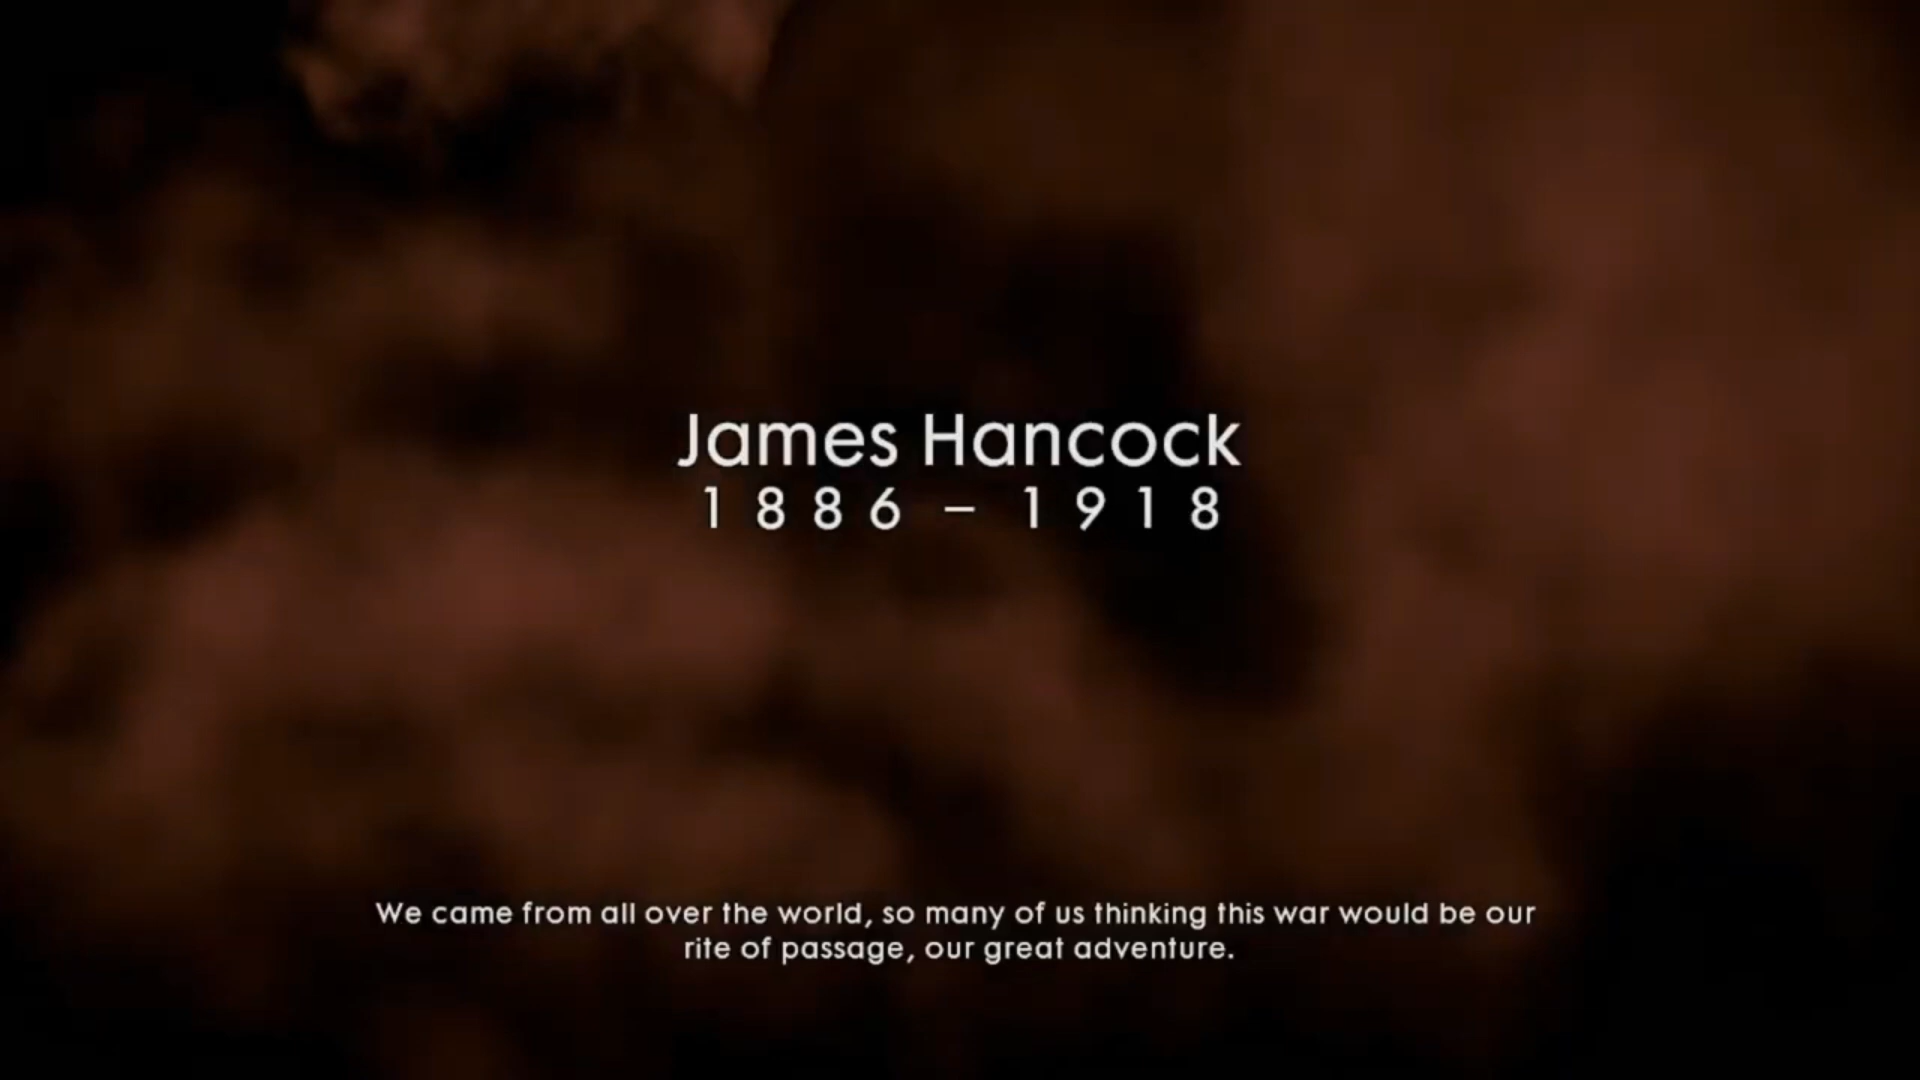 James Hancock
1886 – 1918
We came from all over the world, so many of us thinking this war would be our
rite of passage, our great adventure.